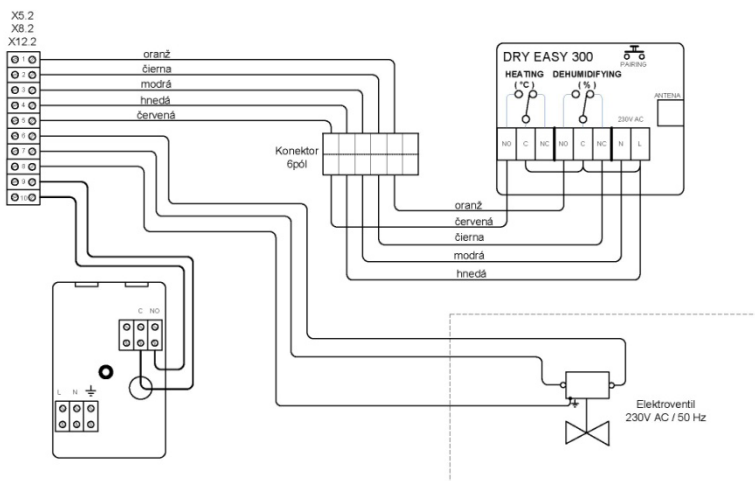 X5.2
X8.2
X12.2
1
2
3
4
5
6
7
8
9
10
oranž
čierna
modrá
hnedá
červená
Konektor
6pól
DRY EASY 300
PAIRING
HEATING DEHUMIDIFYING
(°C) (%)
ANTENA
230V AC
NO C NC NO C NC N L
oranž
červená
čierna
modrá
hnedá
C NO
L N
Elektroventil
230V AC / 50 Hz